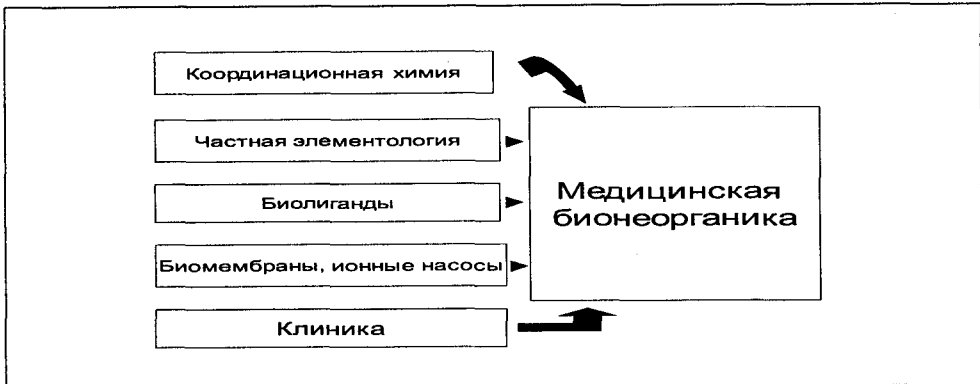 Координационная химия
Частная элементология
Биолиганды
Биомембраны, ионные насосы
Клиника
Медицинская
бионеорганика